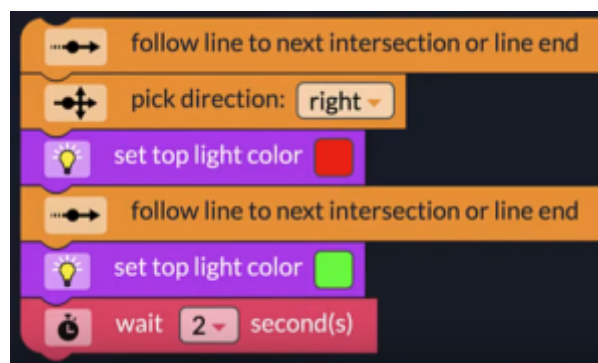 follow line to next intersection or line end
pick direction: right
set top light color
follow line to next intersection or line end
set top light color
wait 2 second(s)